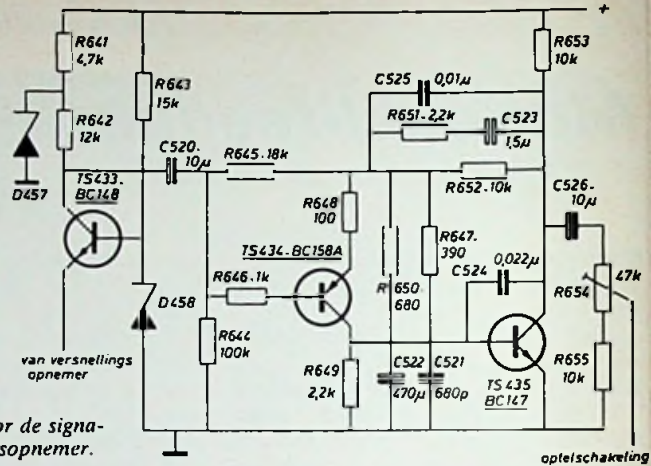 +
R641
4,7k
R643
15k
R642
12k
D457
C520-
10µ
TS433-
BC148
R645-18k
C525
0,01µ
R651-2,2k
C523
1,5µ
R652-10k
R653
10k
C526-
10µ
R648
100
TS434-BC158A
R646-1k
R647-
390
R 650-
680
C524
0,022µ
47k
R654
D458
R644
100k
R649
2,2k
C522
470µ
C521
680p
TS 435
BC147
R655
10k
van versnellings
opnemer
or de signa-
sopnemer.
optelschakeling